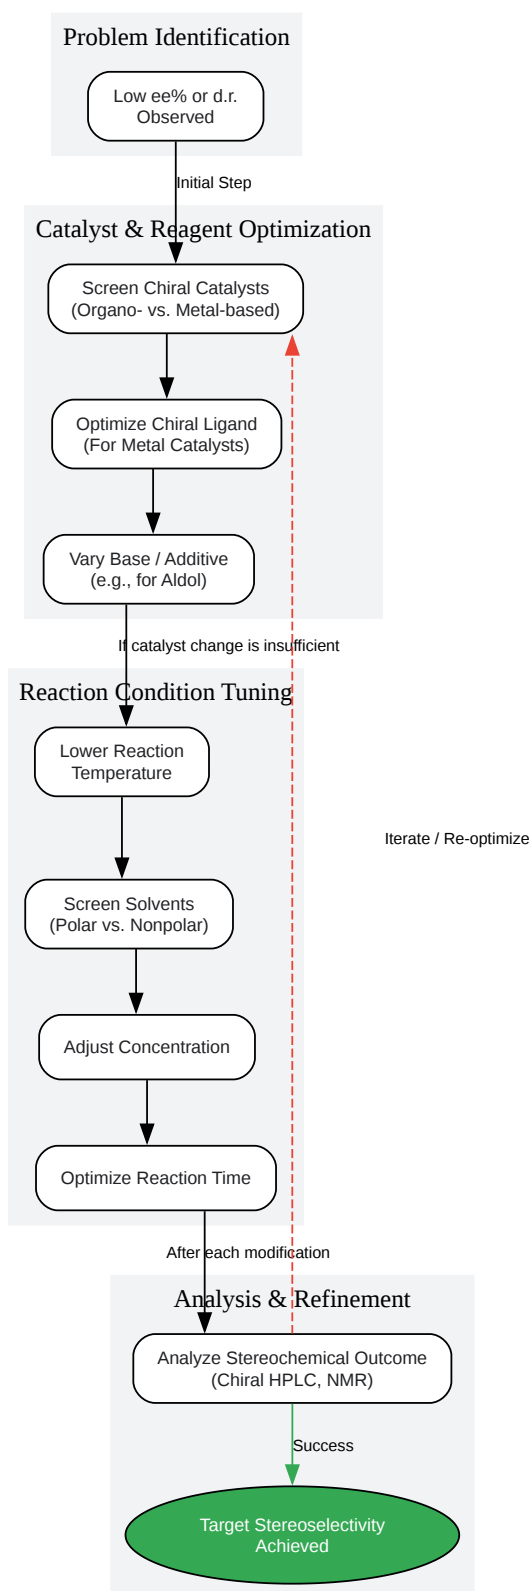 Problem Identification
Low ee% or d.r.
Observed
Initial Step
Catalyst & Reagent Optimization
Screen Chiral Catalysts
(Organo- vs. Metal-based)
Optimize Chiral Ligand
(For Metal Catalysts)
Vary Base / Additive
(e.g., for Aldol)
If catalyst change is insufficient
Reaction Condition Tuning
Lower Reaction
Temperature
Iterate / Re-optimize
Screen Solvents
(Polar vs. Nonpolar)
Adjust Concentration
Optimize Reaction Time
After each modification
Analysis & Refinement
Analyze Stereochemical Outcome
(Chiral HPLC, NMR)
Success
Target Stereoselectivity
Achieved